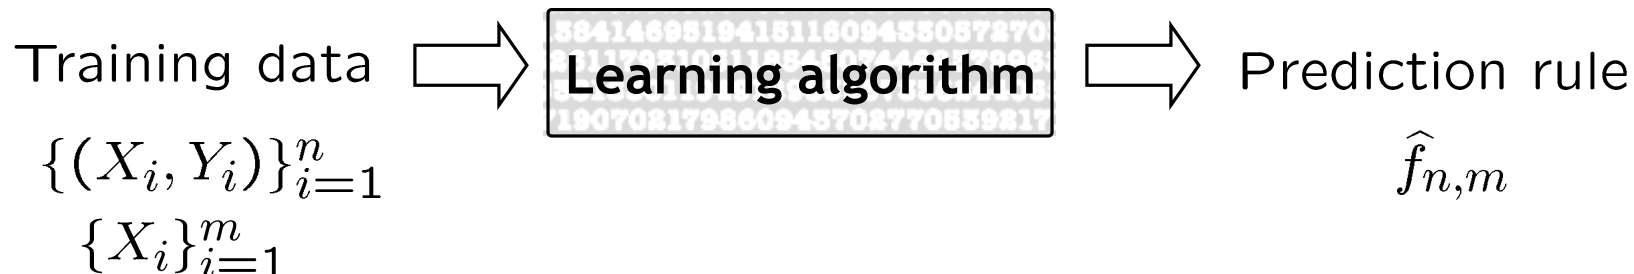 Training data
Learning algorithm
Prediction rule
{(X_i, Y_i)}_{i=1}^n
\widehat{f}_{n,m}
{X_i}_{i=1}^m